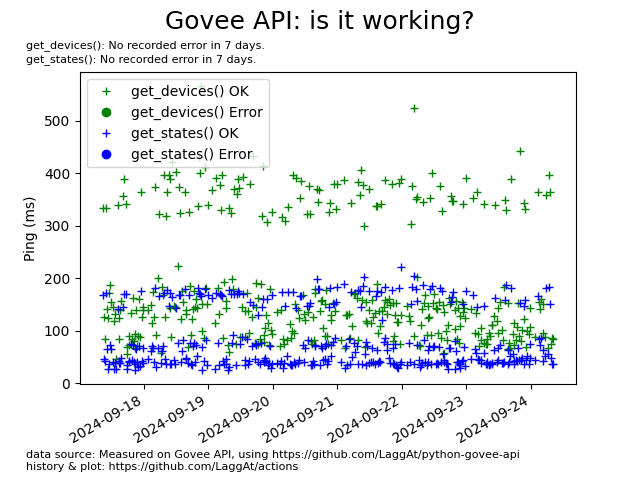 Govee API: is it working?
get_devices(): No recorded error in 7 days.
get_states(): No recorded error in 7 days.
get_devices() OK
get_devices() Error
get_states() OK
get_states() Error
Ping (ms)
500
400
300
200
100
0
2024-09-18
2024-09-19
2024-09-20
2024-09-21
2024-09-22
2024-09-23
2024-09-24
data source: Measured on Govee API, using https://github.com/LaggAt/python-govee-api
history & plot: https://github.com/LaggAt/actions